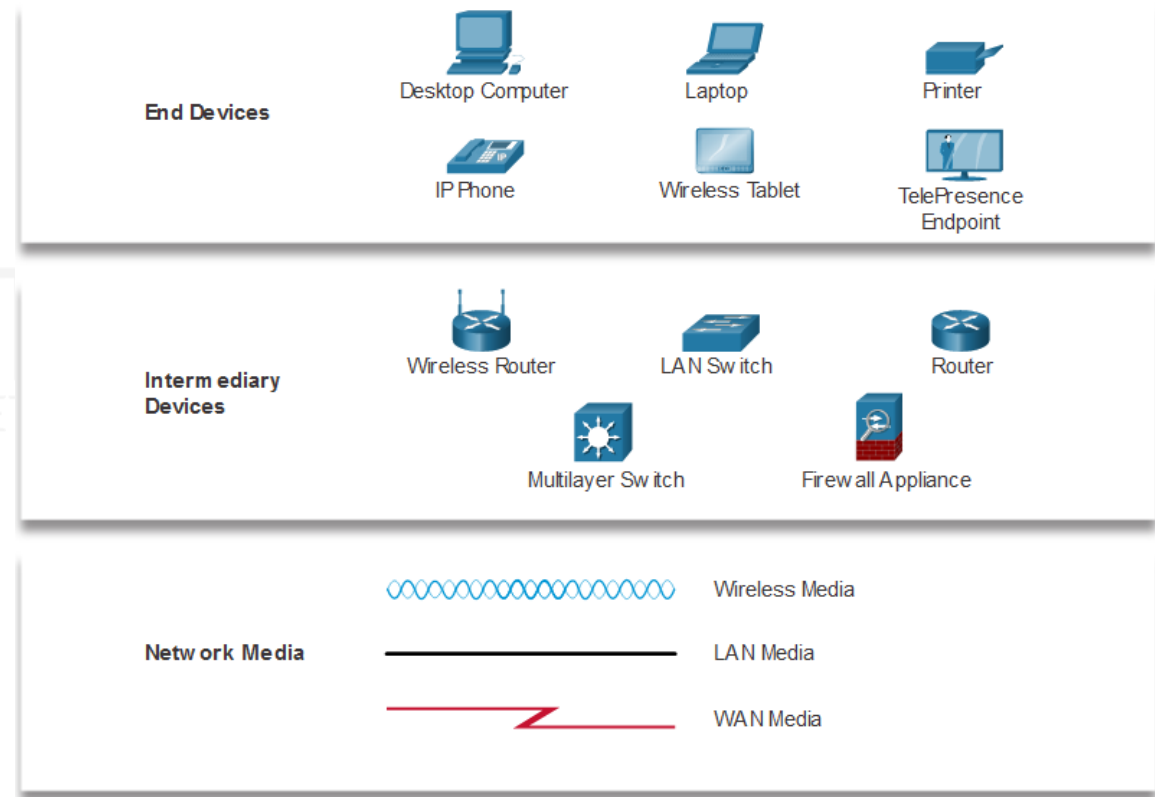 End Devices
Desktop Computer
Laptop
Printer
IP Phone
IP
Wireless Tablet
TelePresence
Endpoint
Intermediary
Devices
Wireless Router
LAN Switch
Router
Multilayer Switch
Firewall Appliance
Network Media
Wireless Media
LAN Media
WAN Media